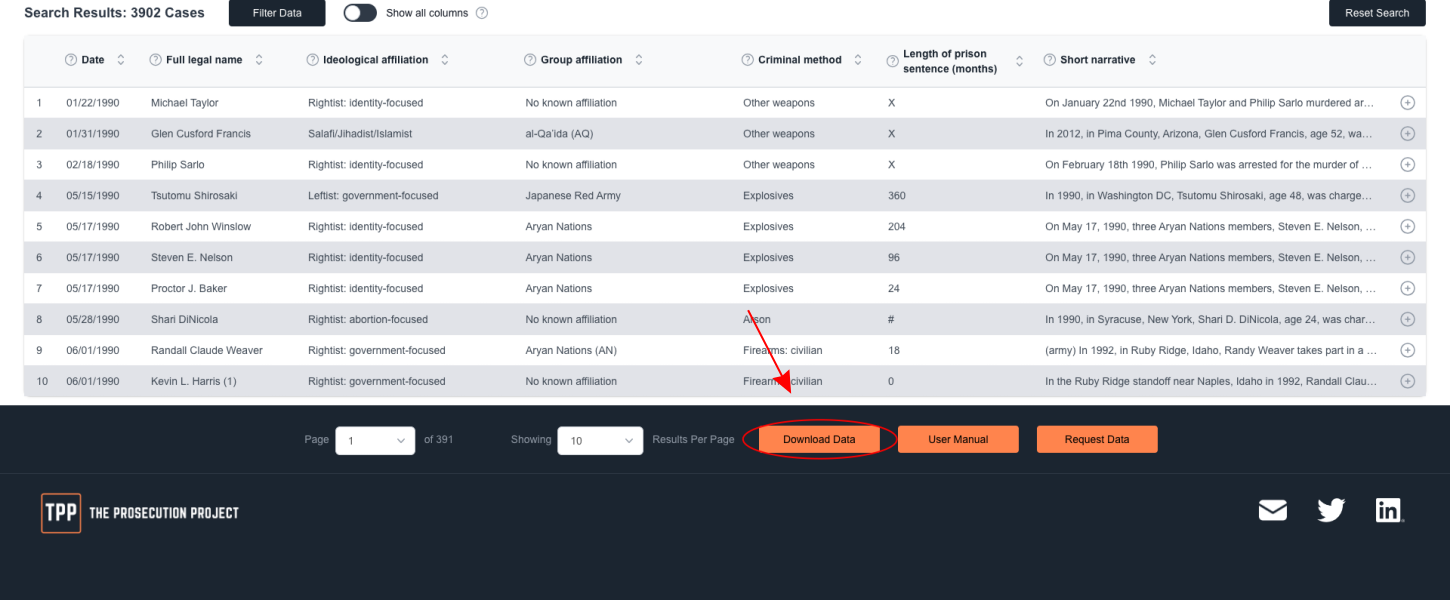 Search Results: 3902 Cases Filter Data Show all columns ? Reset Search
? Date ? Full legal name ? Ideological affiliation ? Group affiliation ? Criminal method ? Length of prison sentence (months) ? Short narrative
1 01/22/1990 Michael Taylor Rightist: identity-focused No known affiliation Other weapons X On January 22nd 1990, Michael Taylor and Philip Sarlo murdered ar...
2 01/31/1990 Glen Cusford Francis Salafi/Jihadist/Islamist al-Qa'ida (AQ) Other weapons X In 2012, in Pima County, Arizona, Glen Cusford Francis, age 52, wa...
3 02/18/1990 Philip Sarlo Rightist: identity-focused No known affiliation Other weapons X On February 18th 1990, Philip Sarlo was arrested for the murder of ...
4 05/15/1990 Tsutomu Shirosaki Leftist: government-focused Japanese Red Army Explosives 360 In 1990, in Washington DC, Tsutomu Shirosaki, age 48, was charge...
5 05/17/1990 Robert John Winslow Rightist: identity-focused Aryan Nations Explosives 204 On May 17, 1990, three Aryan Nations members, Steven E. Nelson, ...
6 05/17/1990 Steven E. Nelson Rightist: identity-focused Aryan Nations Explosives 96 On May 17, 1990, three Aryan Nations members, Steven E. Nelson, ...
7 05/17/1990 Proctor J. Baker Rightist: identity-focused Aryan Nations Explosives 24 On May 17, 1990, three Aryan Nations members, Steven E. Nelson, ...
8 05/28/1990 Shari DiNicola Rightist: abortion-focused No known affiliation Arson # In 1990, in Syracuse, New York, Shari D. DiNicola, age 24, was char...
9 06/01/1990 Randall Claude Weaver Rightist: government-focused Aryan Nations (AN) Firearms: civilian 18 (army) In 1992, in Ruby Ridge, Idaho, Randy Weaver takes part in a ...
10 06/01/1990 Kevin L. Harris (1) Rightist: government-focused No known affiliation Firearms: civilian 0 In the Ruby Ridge standoff near Naples, Idaho in 1992, Randall Clau...
Page 1 of 391 Showing 10 Results Per Page Download Data User Manual Request Data
TPP THE PROSECUTION PROJECT in